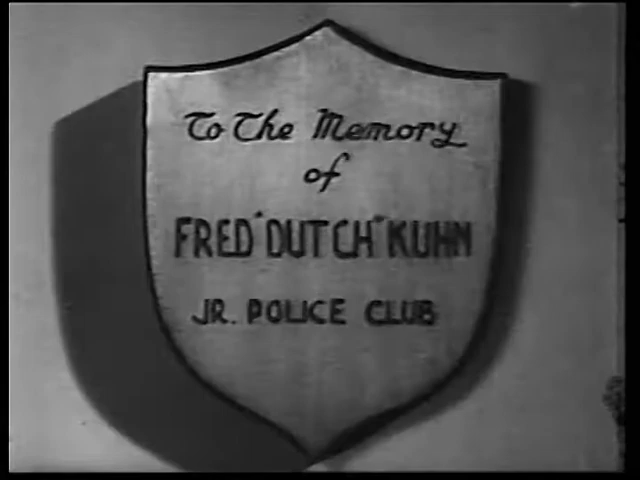 To The Memory
of
FRED "DUTCH" KUHN
JR. POLICE CLUB